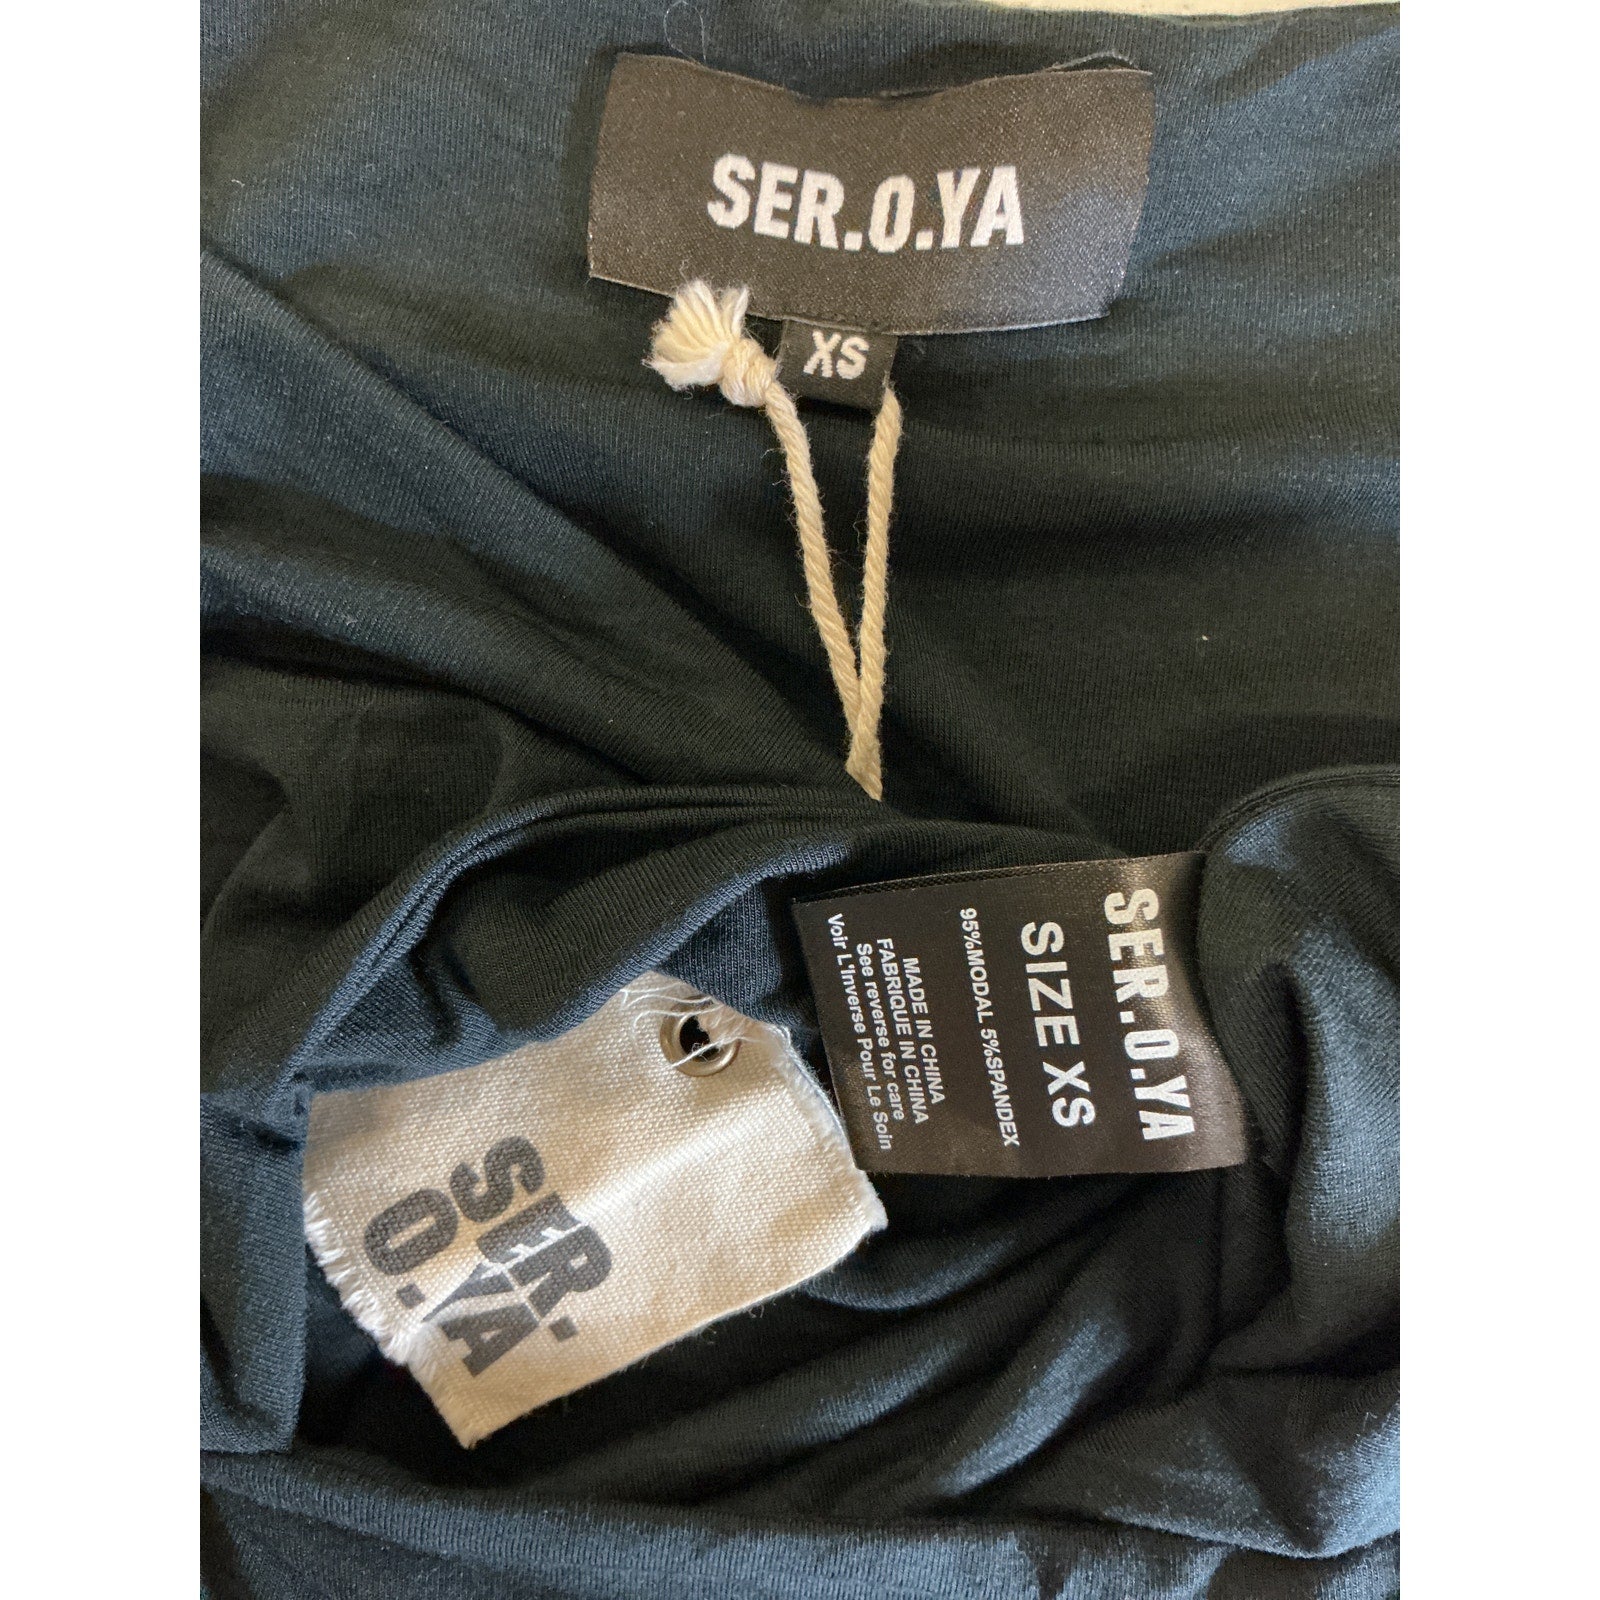 SER.O.YA
XS
SER.O.YA
SIZE XS
95%MODAL 5%SPANDEX
MADE IN CHINA
FABRIQUE IN CHINA
See reverse for care
Voir L'Inverse Pour Le Soin
SER.
O.YA